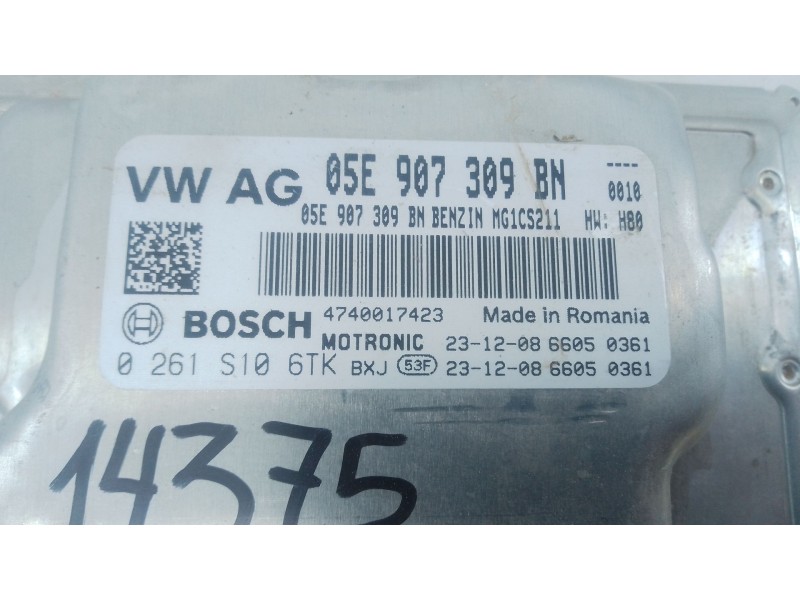 VW AG 05E 907 309 BN ----
0010
05E 907 309 BN BENZIN MG1CS211 HW: H80
BOSCH 4740017423 Made in Romania
MOTRONIC 23-12-08 6605 0361
0 261 S10 6TK BXJ 53F 23-12-08 6605 0361
14375